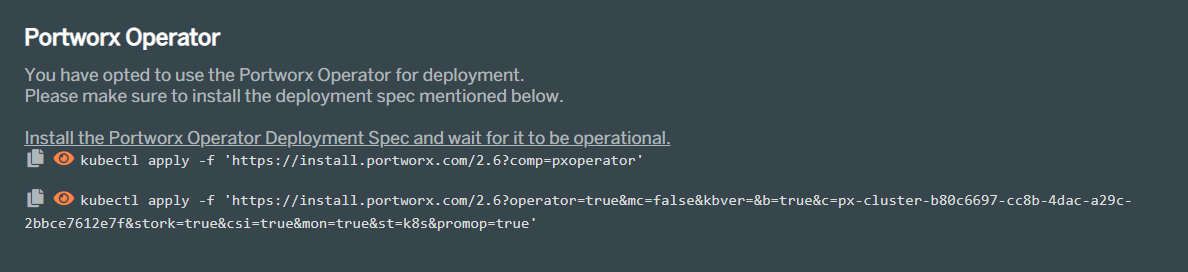 Portworx Operator
You have opted to use the Portworx Operator for deployment.
Please make sure to install the deployment spec mentioned below.
Install the Portworx Operator Deployment Spec and wait for it to be operational.
kubectl apply -f 'https://install.portworx.com/2.6?comp=pxoperator'
kubectl apply -f 'https://install.portworx.com/2.6?operator=true&mc=false&kbver=&b=true&c=px-cluster-b80c6697-cc8b-4dac-a29c-
2bbce7612e7f&stork=true&csi=true&mon=true&st=k8s&promop=true'